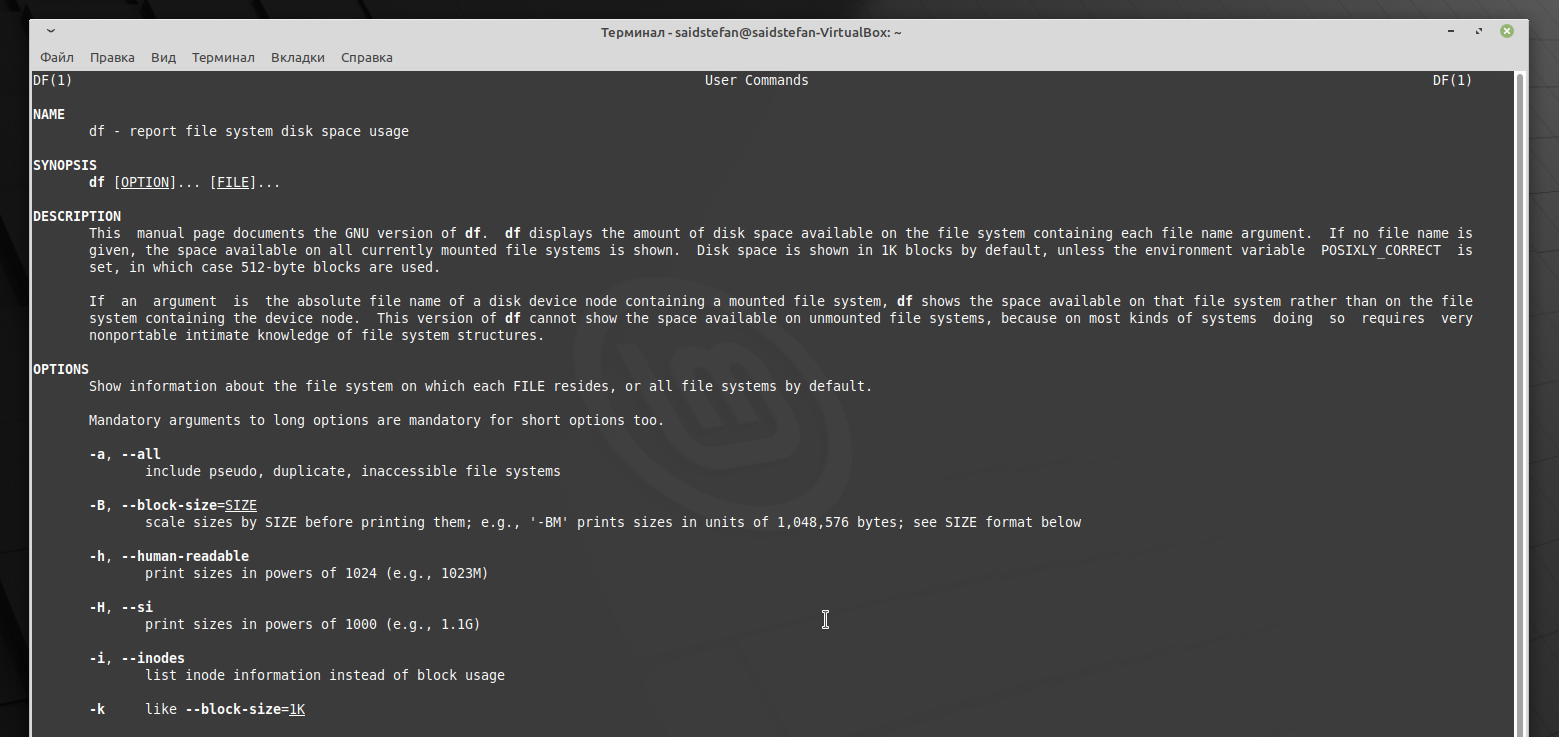 Терминал - saidstefan@saidstefan-VirtualBox: ~
Файл Правка Вид Терминал Вкладки Справка
DF(1) User Commands DF(1)
NAME
df - report file system disk space usage
SYNOPSIS
df [OPTION]... [FILE]...
DESCRIPTION
This  manual page documents the GNU version of df.  df displays the amount of disk space available on the file system containing each file name argument.  If no file name is
given, the space available on all currently mounted file systems is shown.  Disk space is shown in 1K blocks by default, unless the environment variable  POSIXLY_CORRECT  is
set, in which case 512-byte blocks are used.
If  an  argument  is  the absolute file name of a disk device node containing a mounted file system, df shows the space available on that file system rather than on the file
system containing the device node.  This version of df cannot show the space available on unmounted file systems, because on most kinds of systems  doing  so  requires  very
nonportable intimate knowledge of file system structures.
OPTIONS
Show information about the file system on which each FILE resides, or all file systems by default.
Mandatory arguments to long options are mandatory for short options too.
-a, --all
include pseudo, duplicate, inaccessible file systems
-B, --block-size=SIZE
scale sizes by SIZE before printing them; e.g., '-BM' prints sizes in units of 1,048,576 bytes; see SIZE format below
-h, --human-readable
print sizes in powers of 1024 (e.g., 1023M)
-H, --si
print sizes in powers of 1000 (e.g., 1.1G)
-i, --inodes
list inode information instead of block usage
-k like --block-size=1K